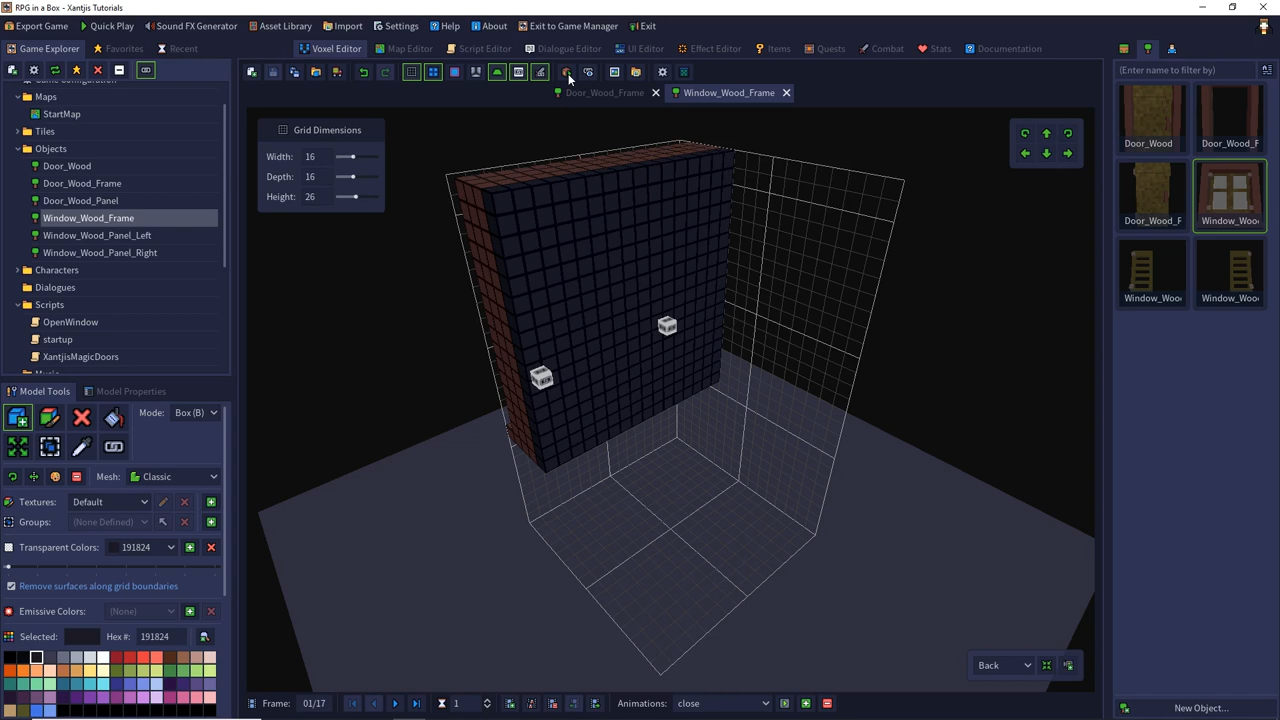 RPG in a Box - Xantjis Tutorials
Export Game Quick Play Sound FX Generator Asset Library Import Settings Help About Exit to Game Manager Exit
Game Explorer Favorites Recent
Voxel Editor Map Editor Script Editor Dialogue Editor UI Editor Effect Editor Items Quests Combat Stats Documentation
Door_Wood_Frame Window_Wood_Frame
(Enter name to filter by)
Maps
StartMap
Tiles
Objects
Door_Wood
Door_Wood_Frame
Door_Wood_Panel
Window_Wood_Frame
Window_Wood_Panel_Left
Window_Wood_Panel_Right
Characters
Dialogues
Scripts
OpenWindow
startup
XantjisMagicDoors
Grid Dimensions
Width: 16
Depth: 16
Height: 26
Door_Wood Door_Wood_F
Door_Wood_F Window_Woo
Window_Woo Window_Woo
Model Tools Model Properties
Mode: Box (B)
Mesh: Classic
Textures: Default
Groups: (None Defined)
Transparent Colors: 191824
Remove surfaces along grid boundaries
Emissive Colors: (None)
Selected: Hex #: 191824
Back
Frame: 01/17 1 Animations: close
New Object...